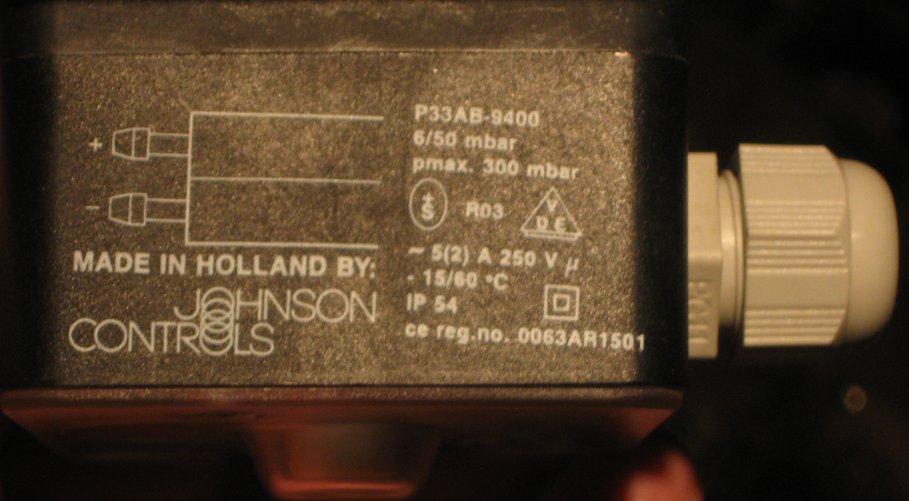 +
-
MADE IN HOLLAND BY:
JOHNSON
CONTROLS
P33AB-9400
6/50 mbar
pmax. 300 mbar
S R03 V
D E
~ 5(2) A 250 V µ
- 15/60 °C
IP 54
ce reg.no. 0063AR1501
PG11